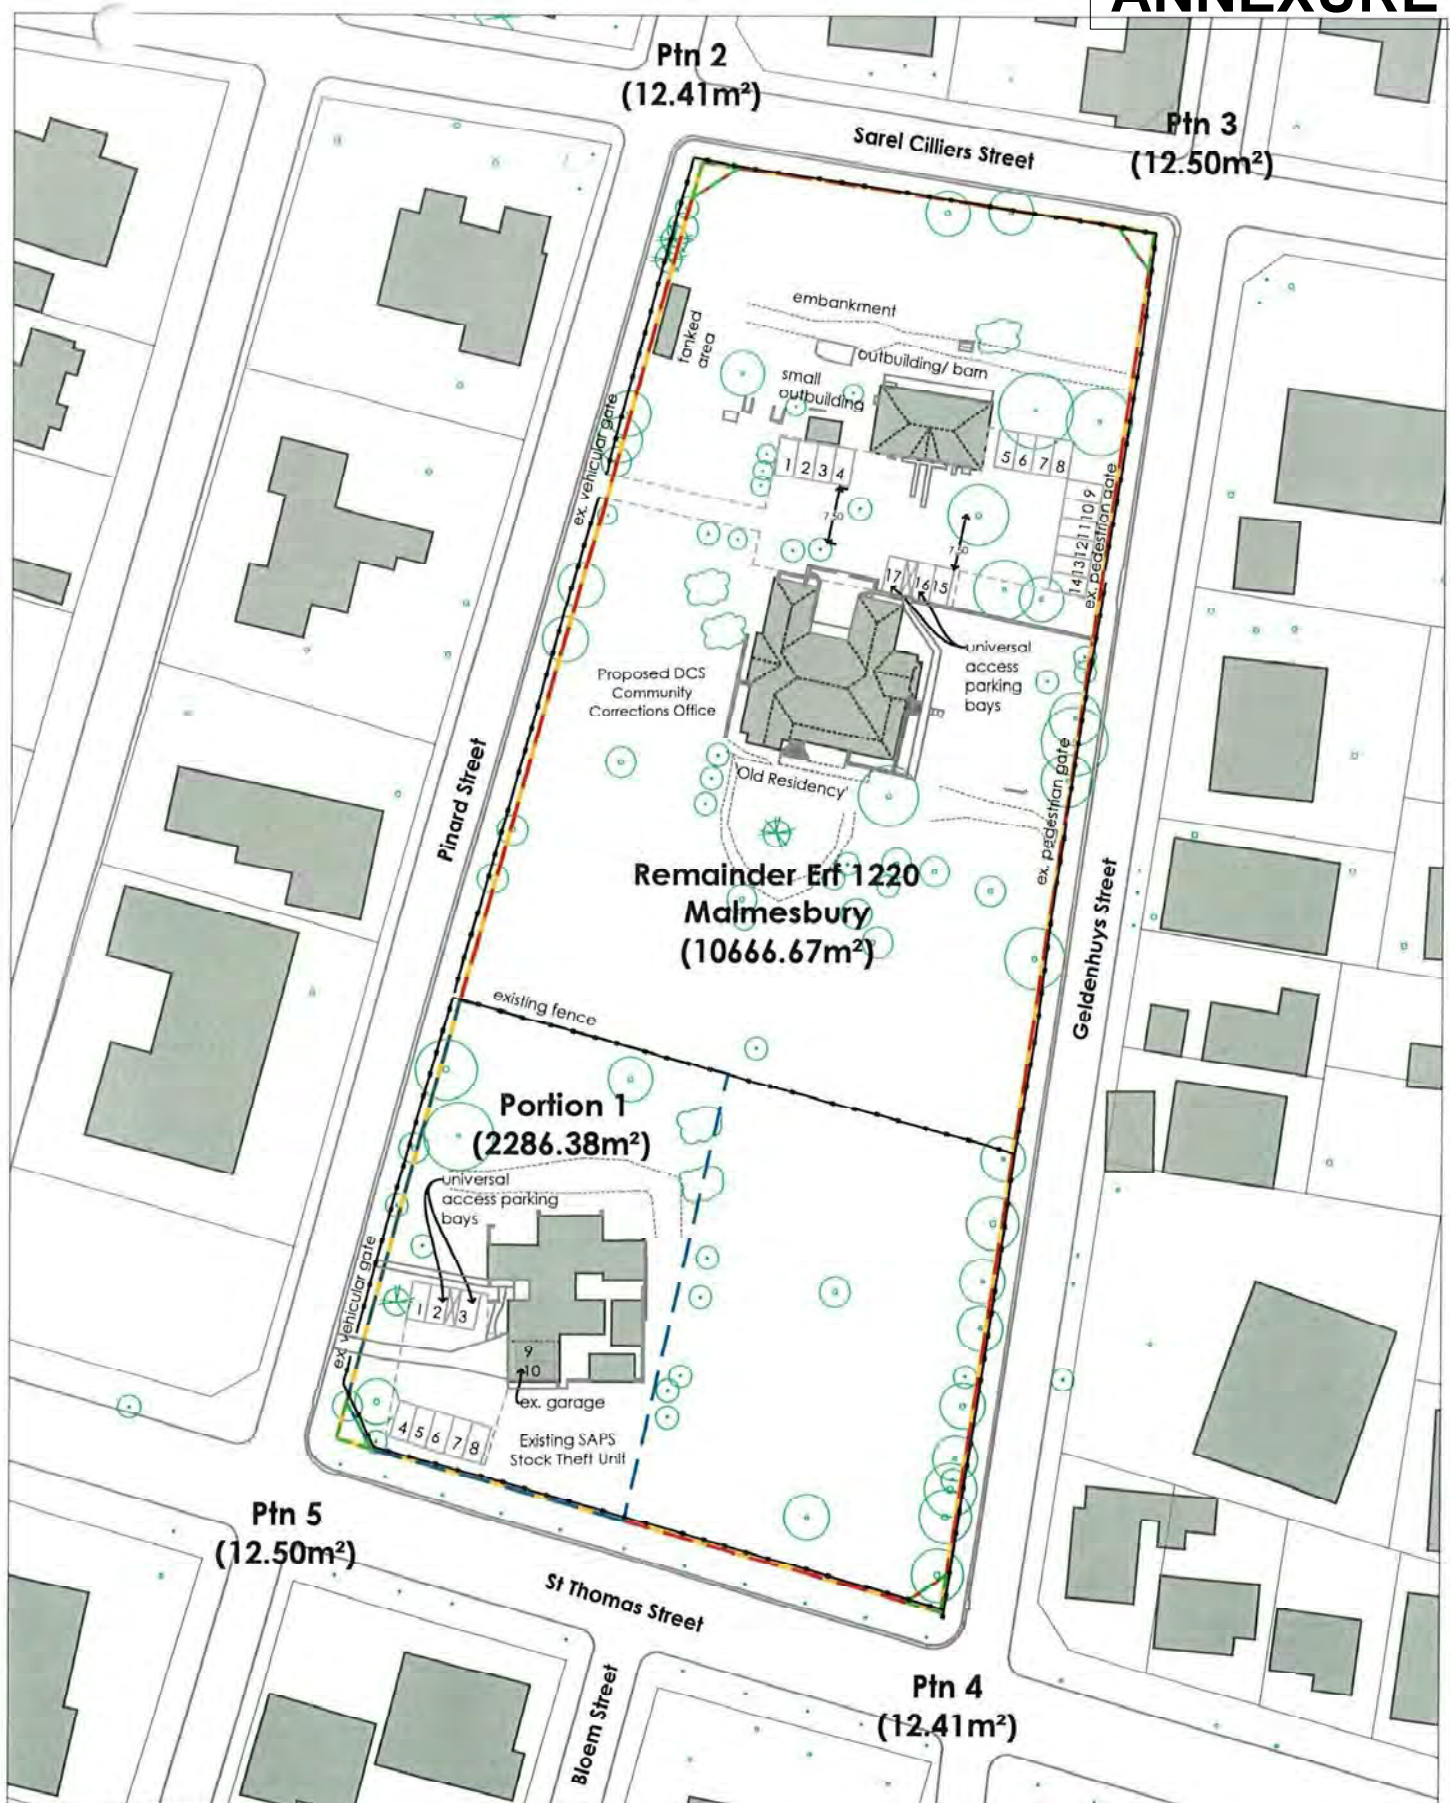 ANNEXURE
Ptn 2
(12.41m²)
Ptn 3
(12.50m²)
Sarel Cilliers Street
embankment
tanked
area
outbuilding/ barn
small
outbuilding
ex. vehicular gate
1 2 3 4
5 6 7 8
9
10
11
12
13
14
ex. pedestrian gate
7.50
7.50
17 16 15
universal
access
parking
bays
Proposed DCS
Community
Corrections Office
'Old Residency'
Pinard Street
ex. pedestrian gate
Geldenhuys Street
Remainder Erf 1220
Malmesbury
(10666.67m²)
existing fence
Portion 1
(2286.38m²)
universal
access parking
bays
ex. vehicular gate
1 2 3
9
10
ex. garage
4 5 6 7 8
Existing SAPS
Stock Theft Unit
Ptn 5
(12.50m²)
St Thomas Street
Bloem Street
Ptn 4
(12.41m²)